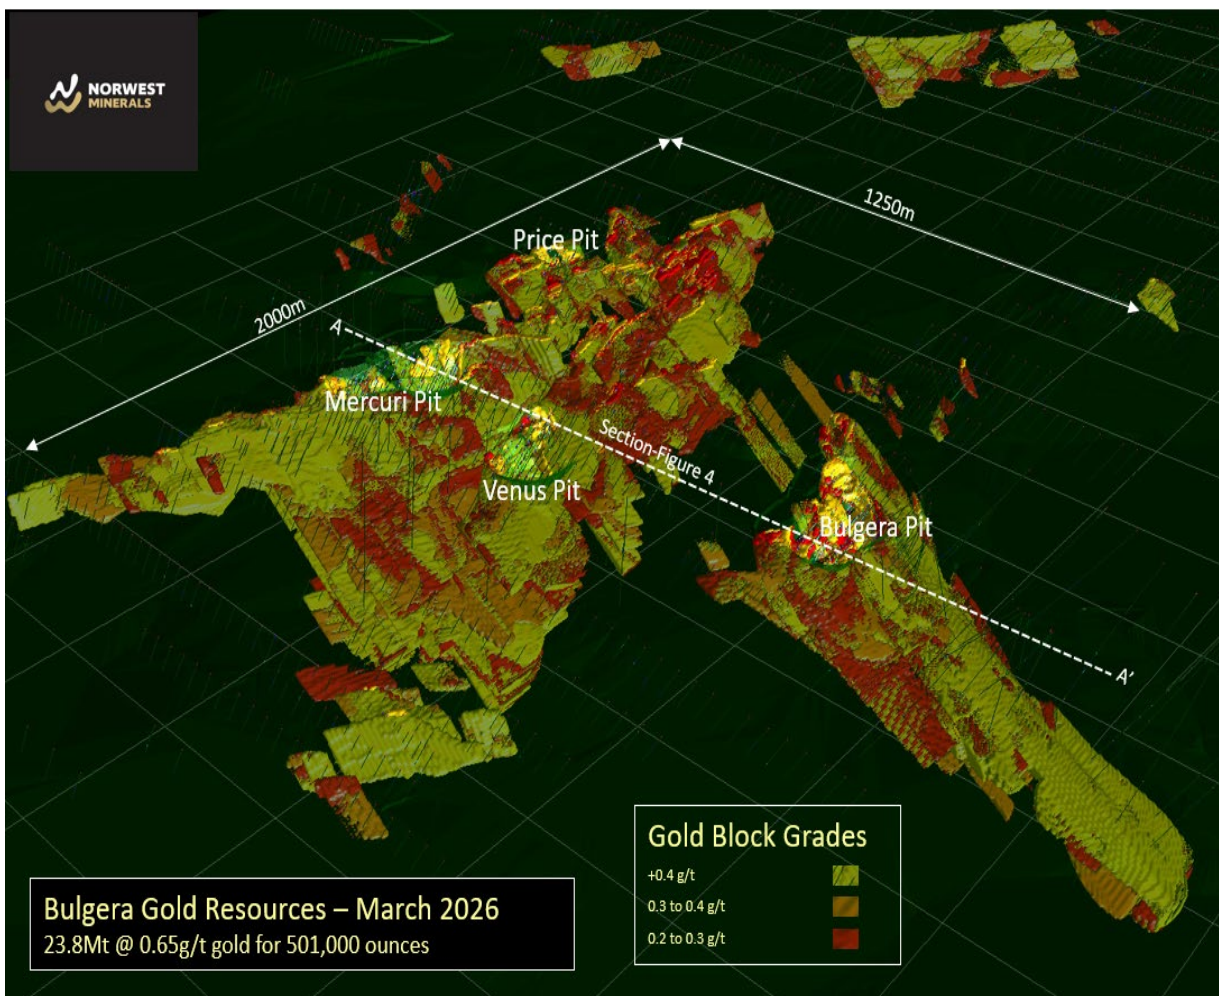 NORWEST
MINERALS
1250m
Price Pit
2000m
A
Mercuri Pit
Section-Figure 4
Venus Pit
Bulgera Pit
A'
Gold Block Grades
+0.4 g/t
0.3 to 0.4 g/t
0.2 to 0.3 g/t
Bulgera Gold Resources – March 2026
23.8Mt @ 0.65g/t gold for 501,000 ounces